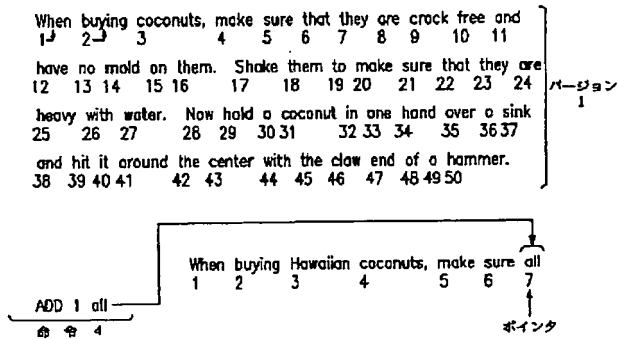 When buying coconuts, make sure that they are crack free and
1 2 3 4 5 6 7 8 9 10 11
have no mold on them. Shake them to make sure that they are
12 13 14 15 16 17 18 19 20 21 22 23 24
heavy with water. Now hold a coconut in one hand over a sink
25 26 27 28 29 30 31 32 33 34 35 36 37
and hit it around the center with the claw end of a hammer.
38 39 40 41 42 43 44 45 46 47 48 49 50
バージョン
1
When buying Hawaiian coconuts, make sure all
1 2 3 4 5 6 7
ADD 1 all
命令 4
ポインタ